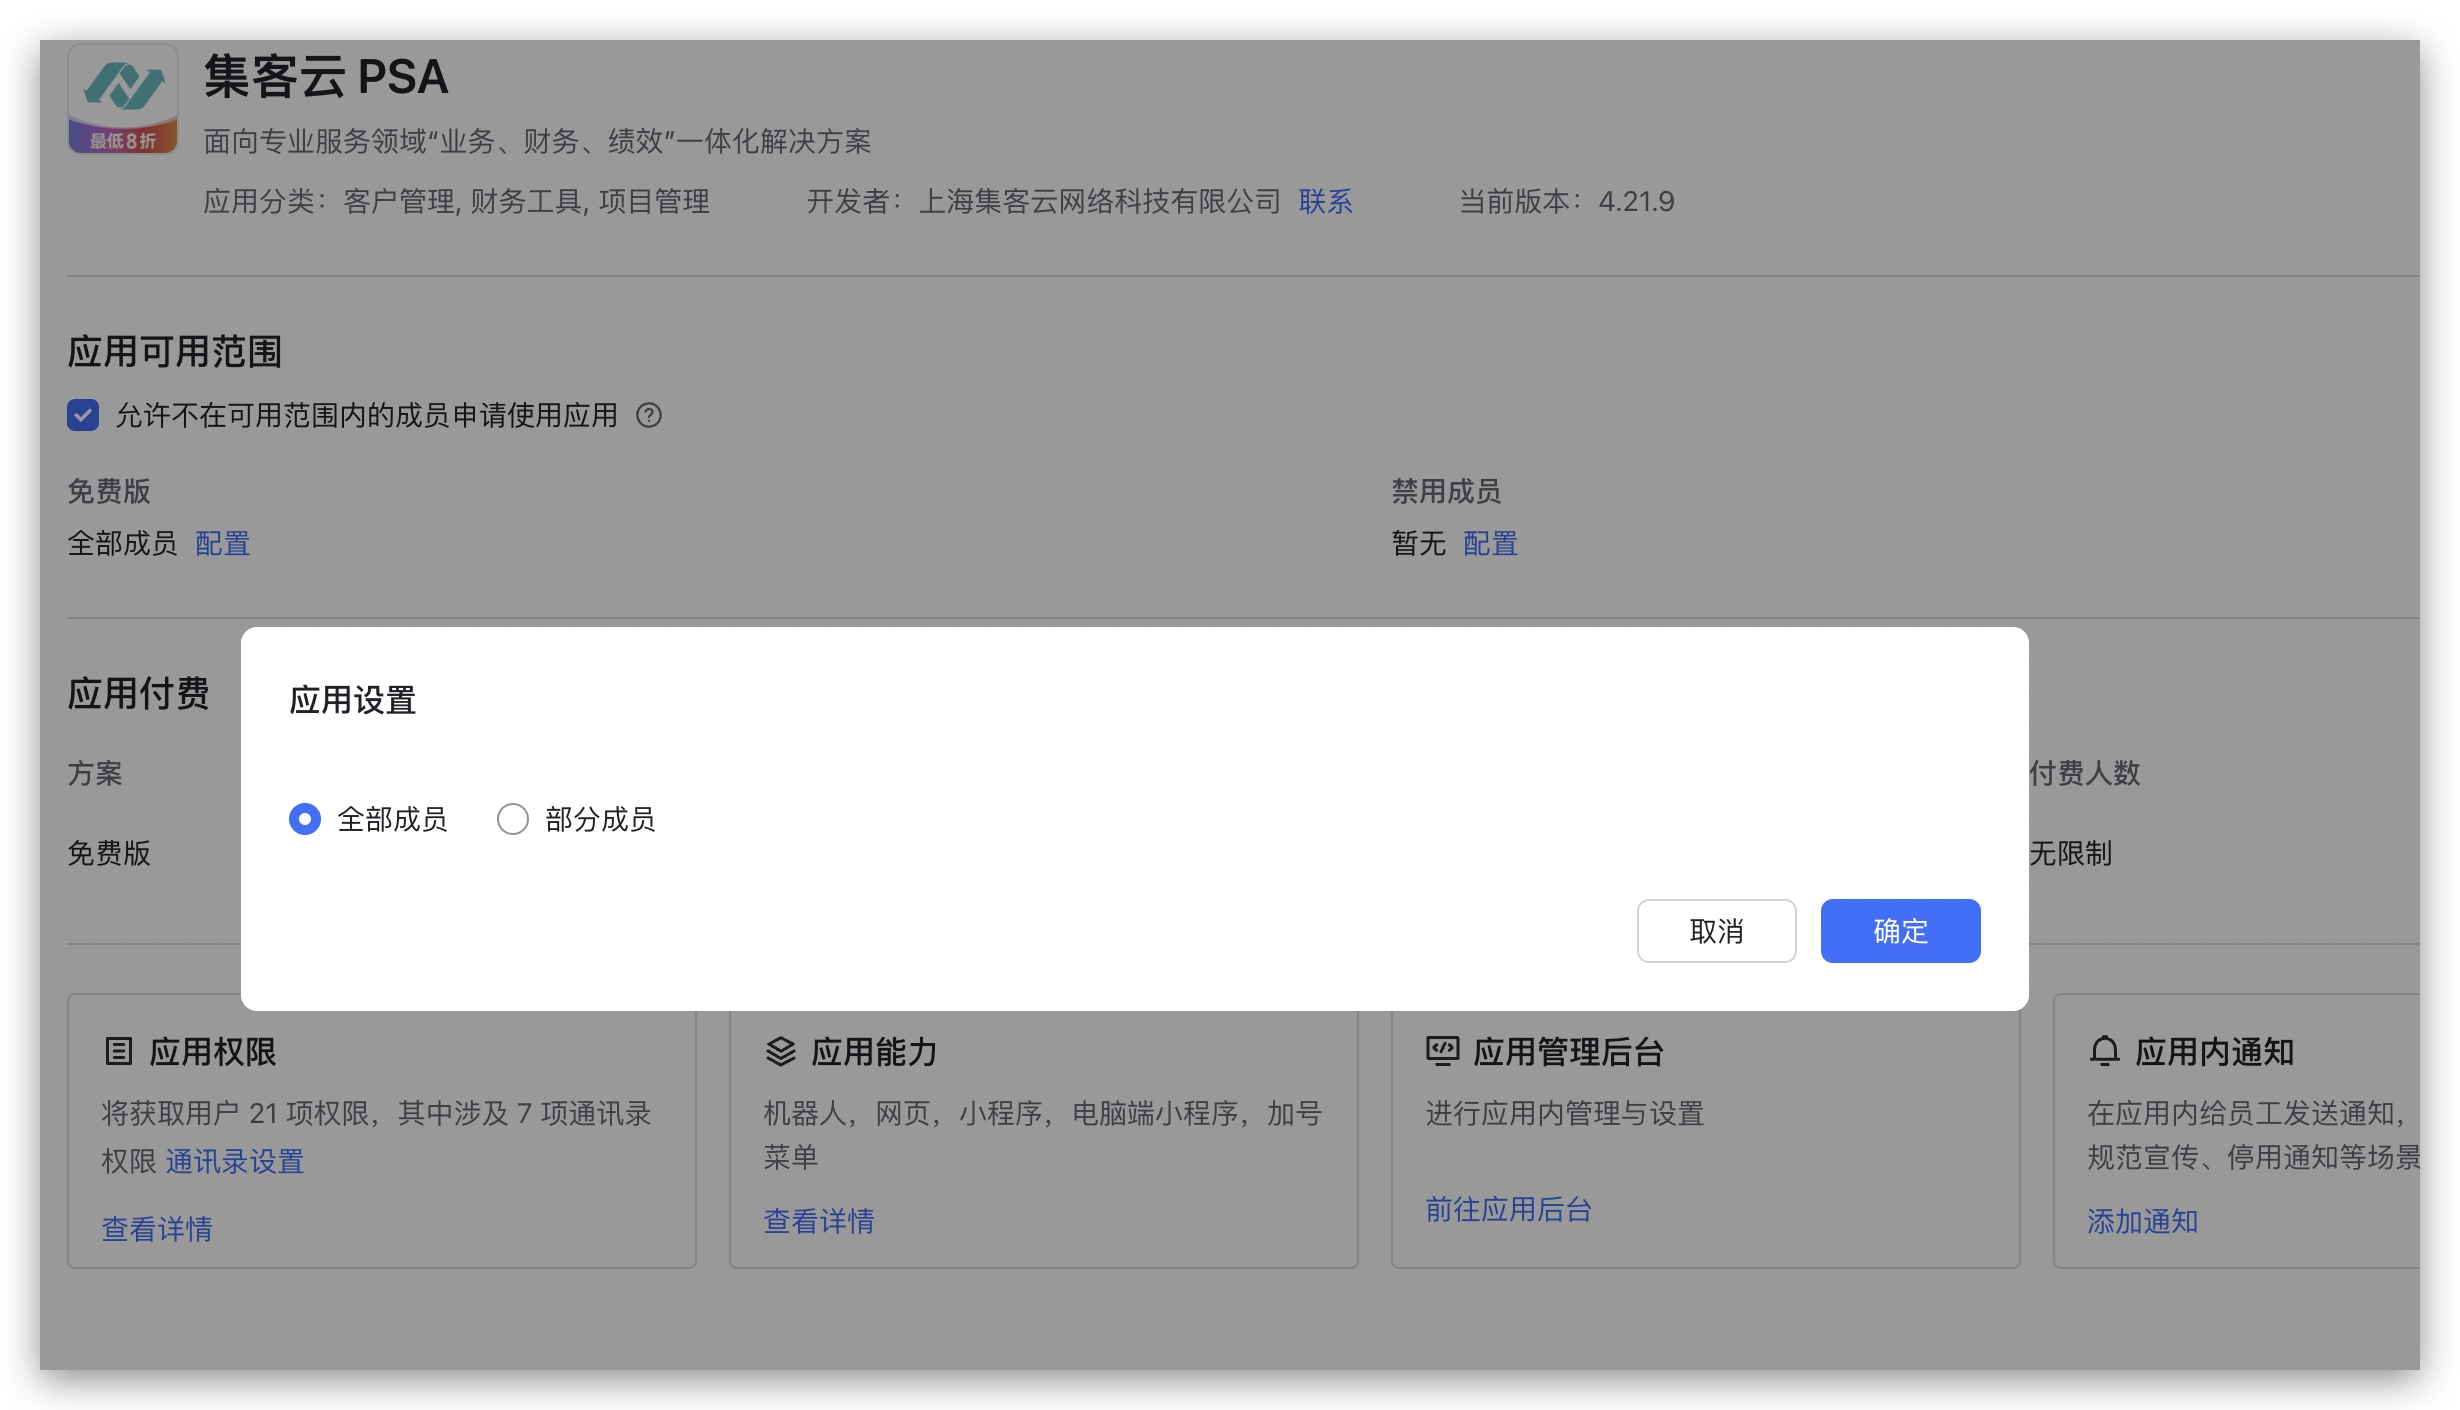 集客云 PSA
最低8折
面向专业服务领域“业务、财务、绩效”一体化解决方案
应用分类：客户管理, 财务工具, 项目管理 开发者：上海集客云网络科技有限公司 联系 当前版本：4.21.9
应用可用范围
允许不在可用范围内的成员申请使用应用
免费版 禁用成员
全部成员 配置 暂无 配置
应用付费
方案 付费人数
免费版 无限制
应用设置
全部成员 部分成员
取消 确定
应用权限
将获取用户 21 项权限，其中涉及 7 项通讯录
权限 通讯录设置
查看详情
应用能力
机器人，网页，小程序，电脑端小程序，加号
菜单
查看详情
应用管理后台
进行应用内管理与设置
前往应用后台
应用内通知
在应用内给员工发送通知，
规范宣传、停用通知等场景
添加通知